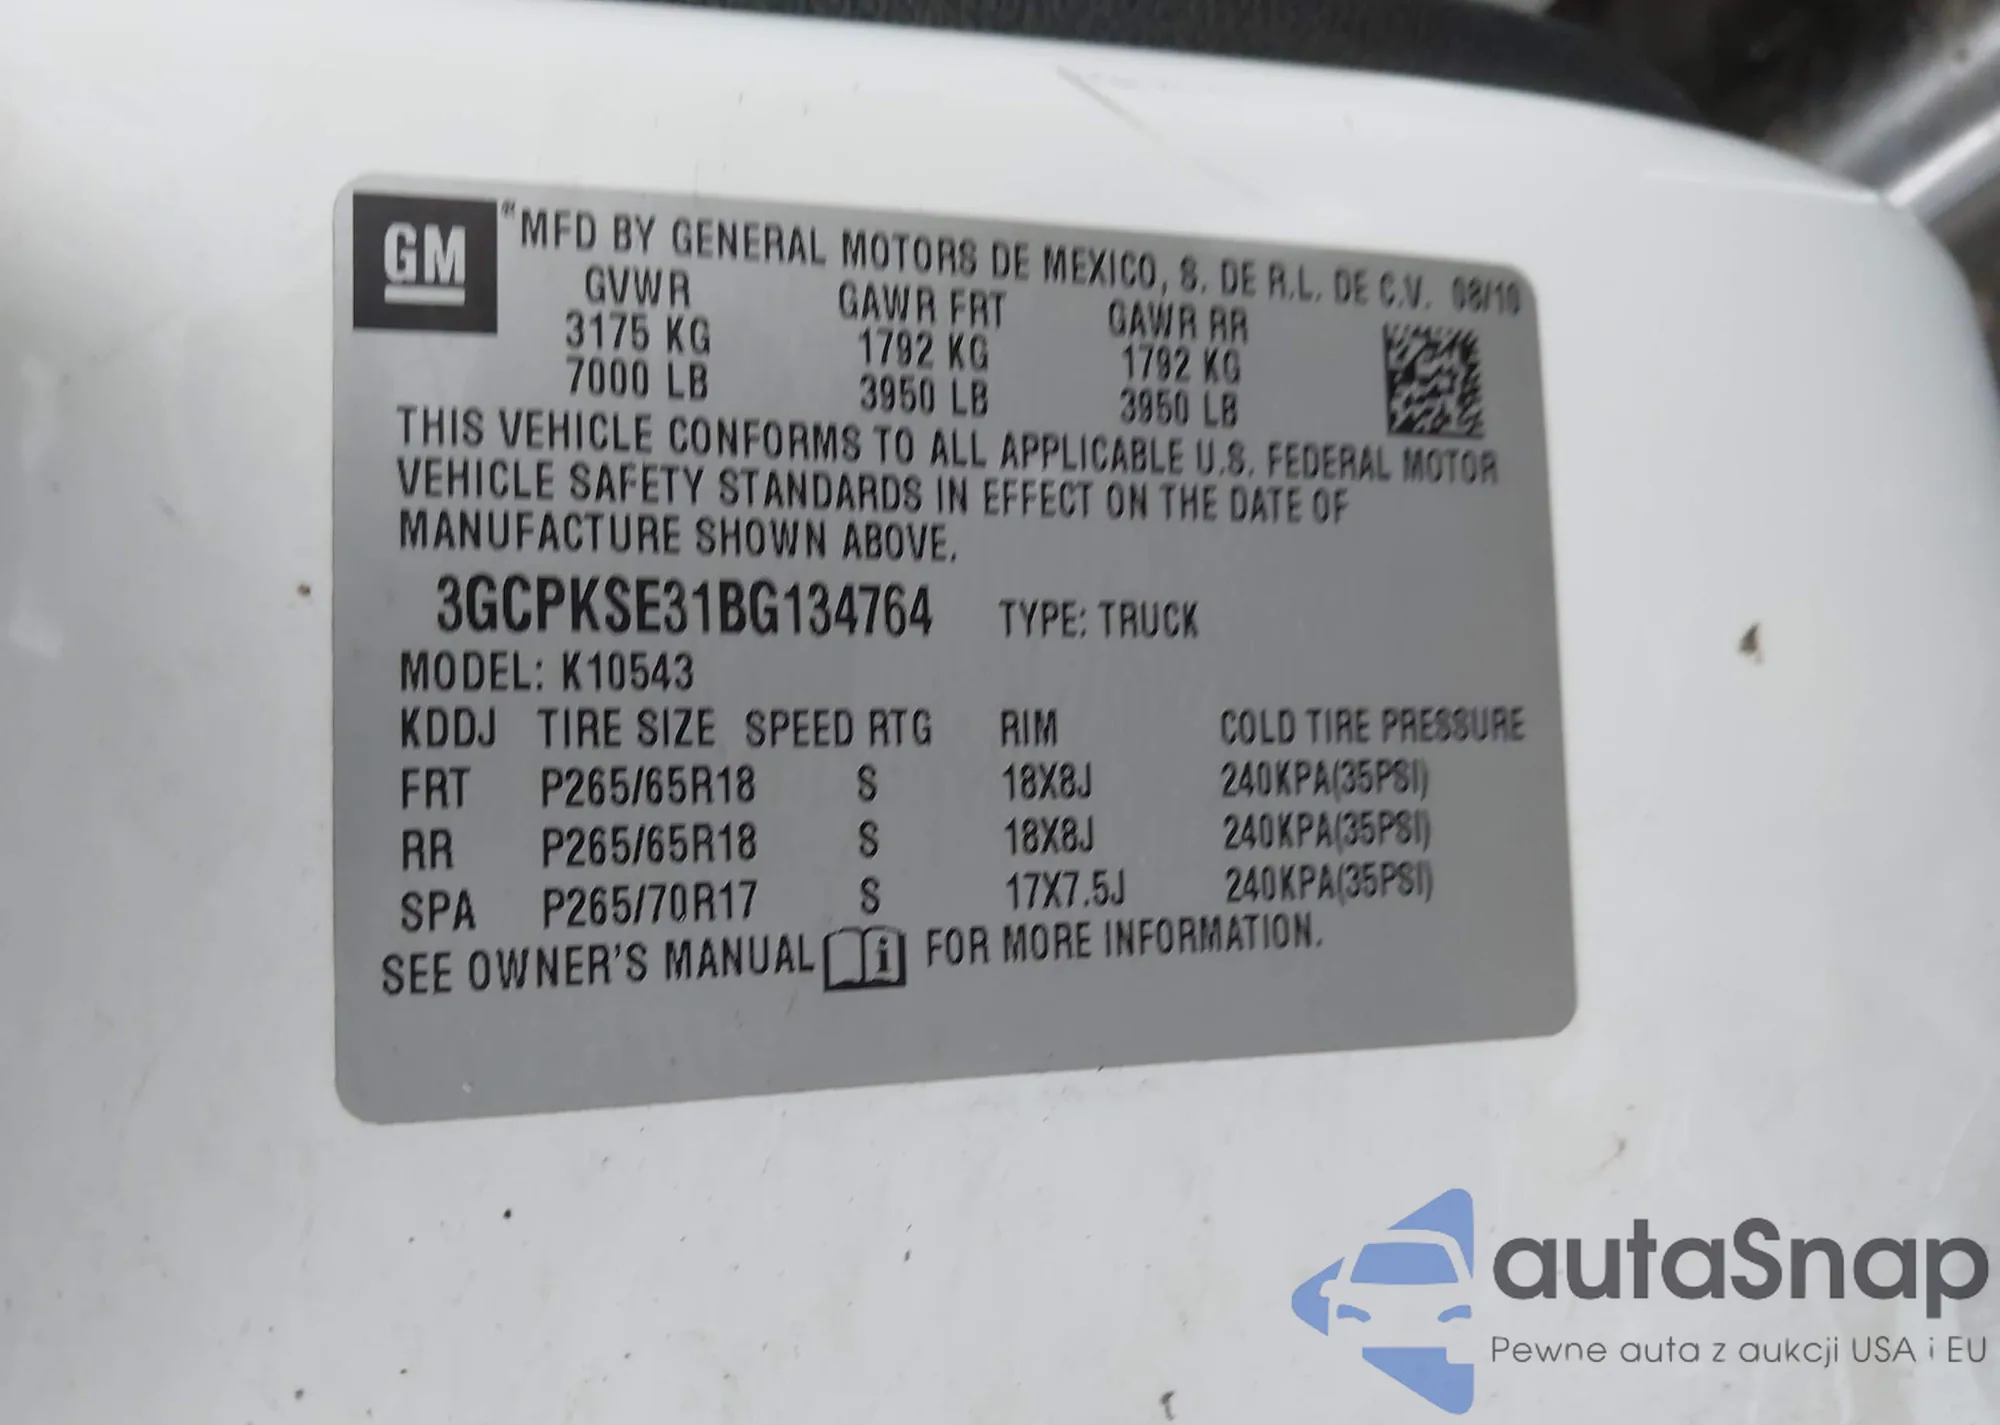 GM
"MFD BY GENERAL MOTORS DE MEXICO, S. DE R.L. DE C.V. 08/10
GVWR GAWR FRT GAWR RR
3175 KG 1792 KG 1792 KG
7000 LB 3950 LB 3950 LB
THIS VEHICLE CONFORMS TO ALL APPLICABLE U.S. FEDERAL MOTOR
VEHICLE SAFETY STANDARDS IN EFFECT ON THE DATE OF
MANUFACTURE SHOWN ABOVE.
3GCPKSE31BG134764 TYPE: TRUCK
MODEL: K10543
KDDJ TIRE SIZE SPEED RTG RIM COLD TIRE PRESSURE
FRT P265/65R18 S 18X8J 240KPA(35PSI)
RR P265/65R18 S 18X8J 240KPA(35PSI)
SPA P265/70R17 S 17X7.5J 240KPA(35PSI)
SEE OWNER'S MANUAL i FOR MORE INFORMATION.
autaSnap
Pewne auta z aukcji USA i EU